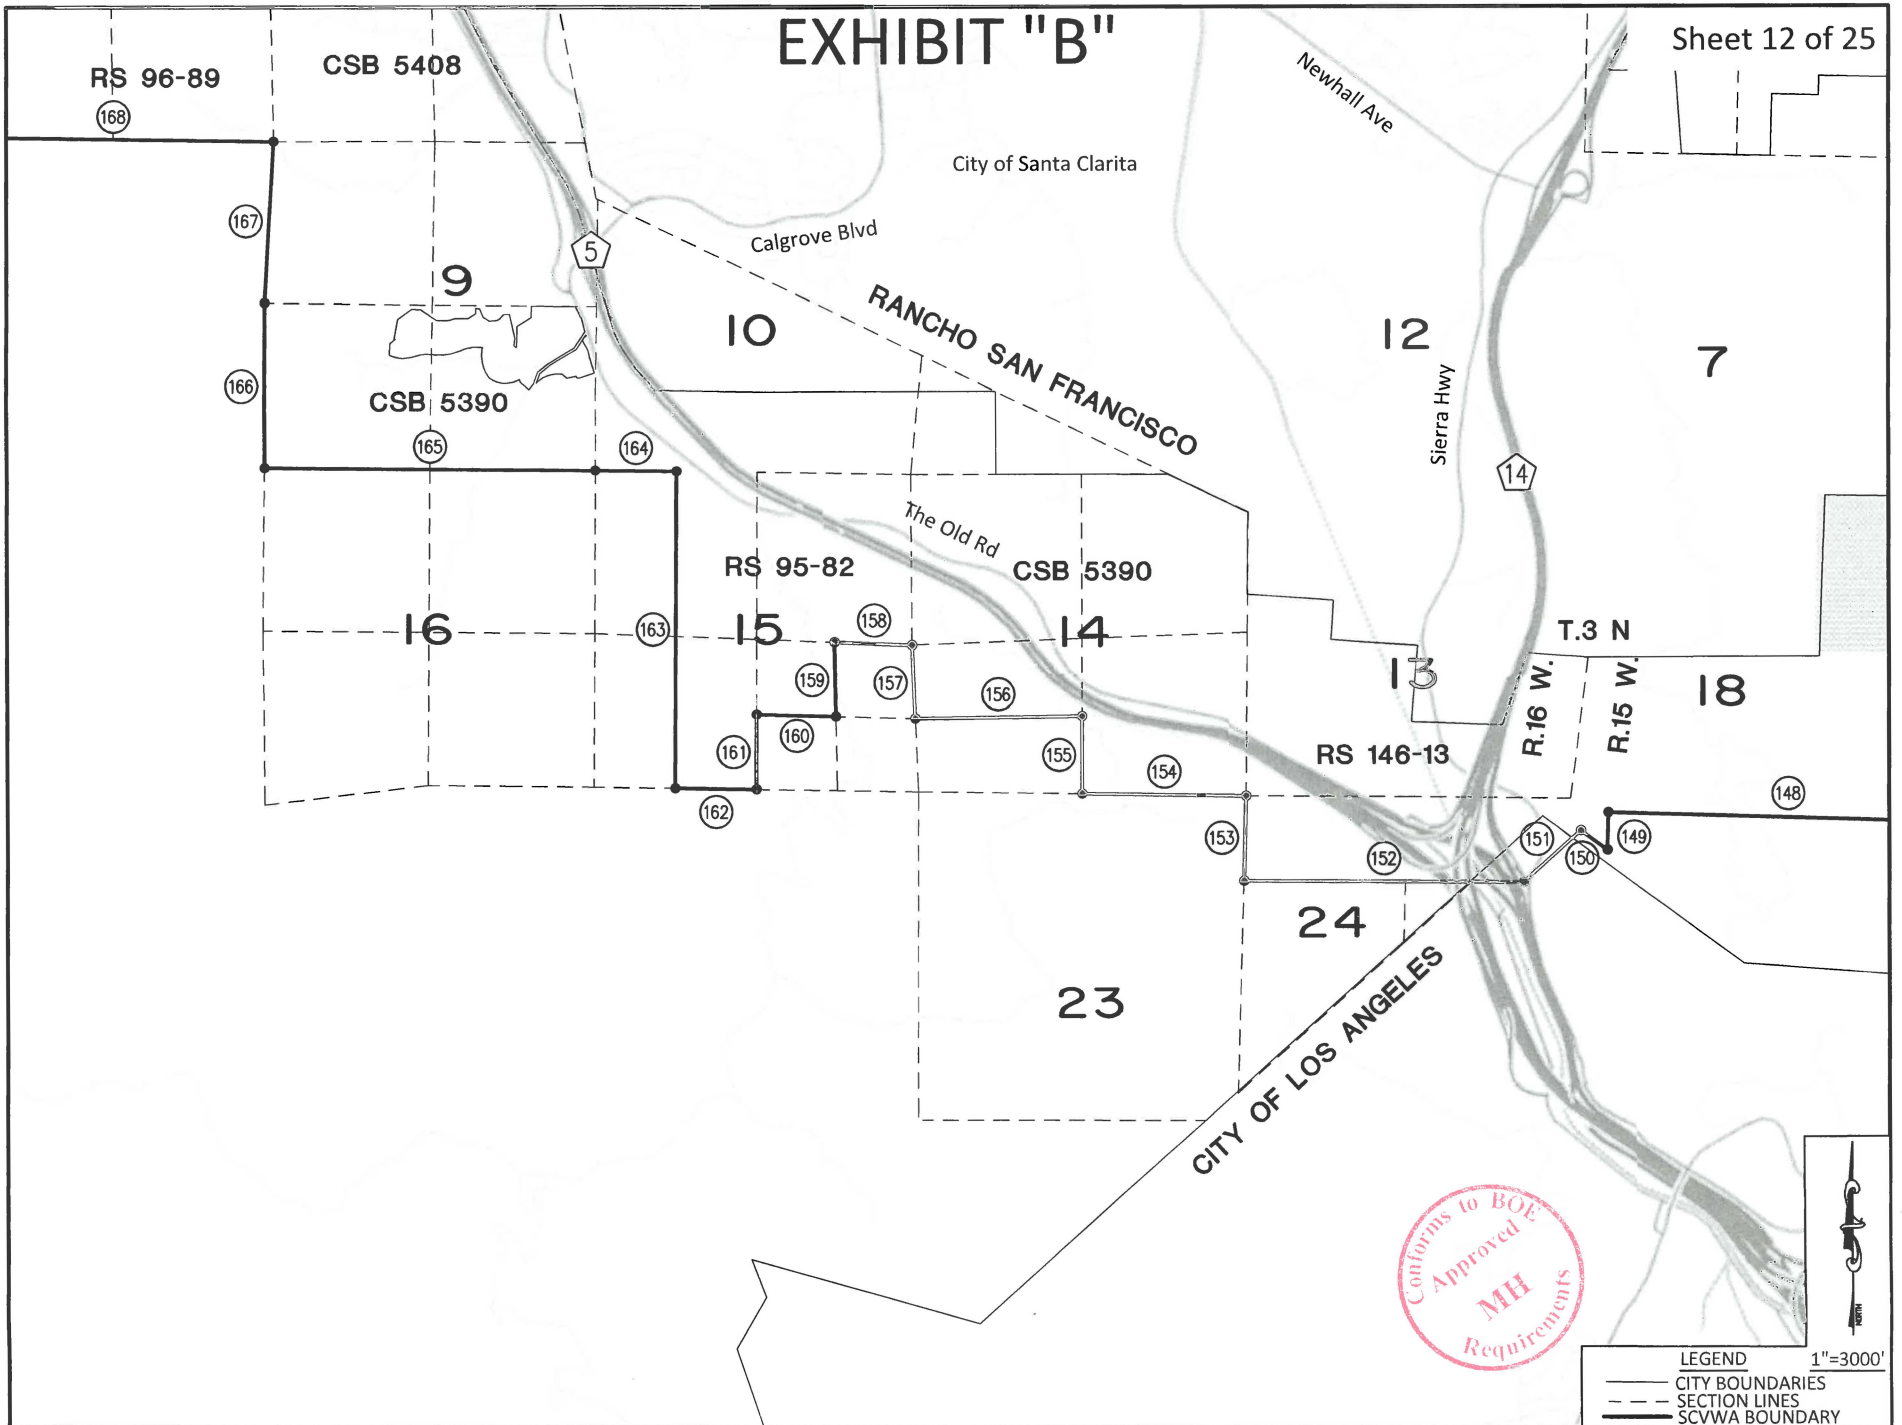 EXHIBIT "B"
Sheet 12 of 25
RS 96-89
CSB 5408
168
Newhall Ave
City of Santa Clarita
167
Calgrove Blvd
5
9
10
RANCHO SAN FRANCISCO
12
7
Sierra Hwy
166
CSB 5390
165
164
14
The Old Rd
RS 95-82
CSB 5390
16
163
15
158
14
T.3 N
13
159
157
156
R.16 W.
R.15 W.
18
161
160
155
154
RS 146-13
148
162
153
152
151
150
149
24
23
CITY OF LOS ANGELES
Conforms to BOE
Approved
MH
Requirements
NORTH
LEGEND
1"=3000'
CITY BOUNDARIES
SECTION LINES
SCVWA BOUNDARY